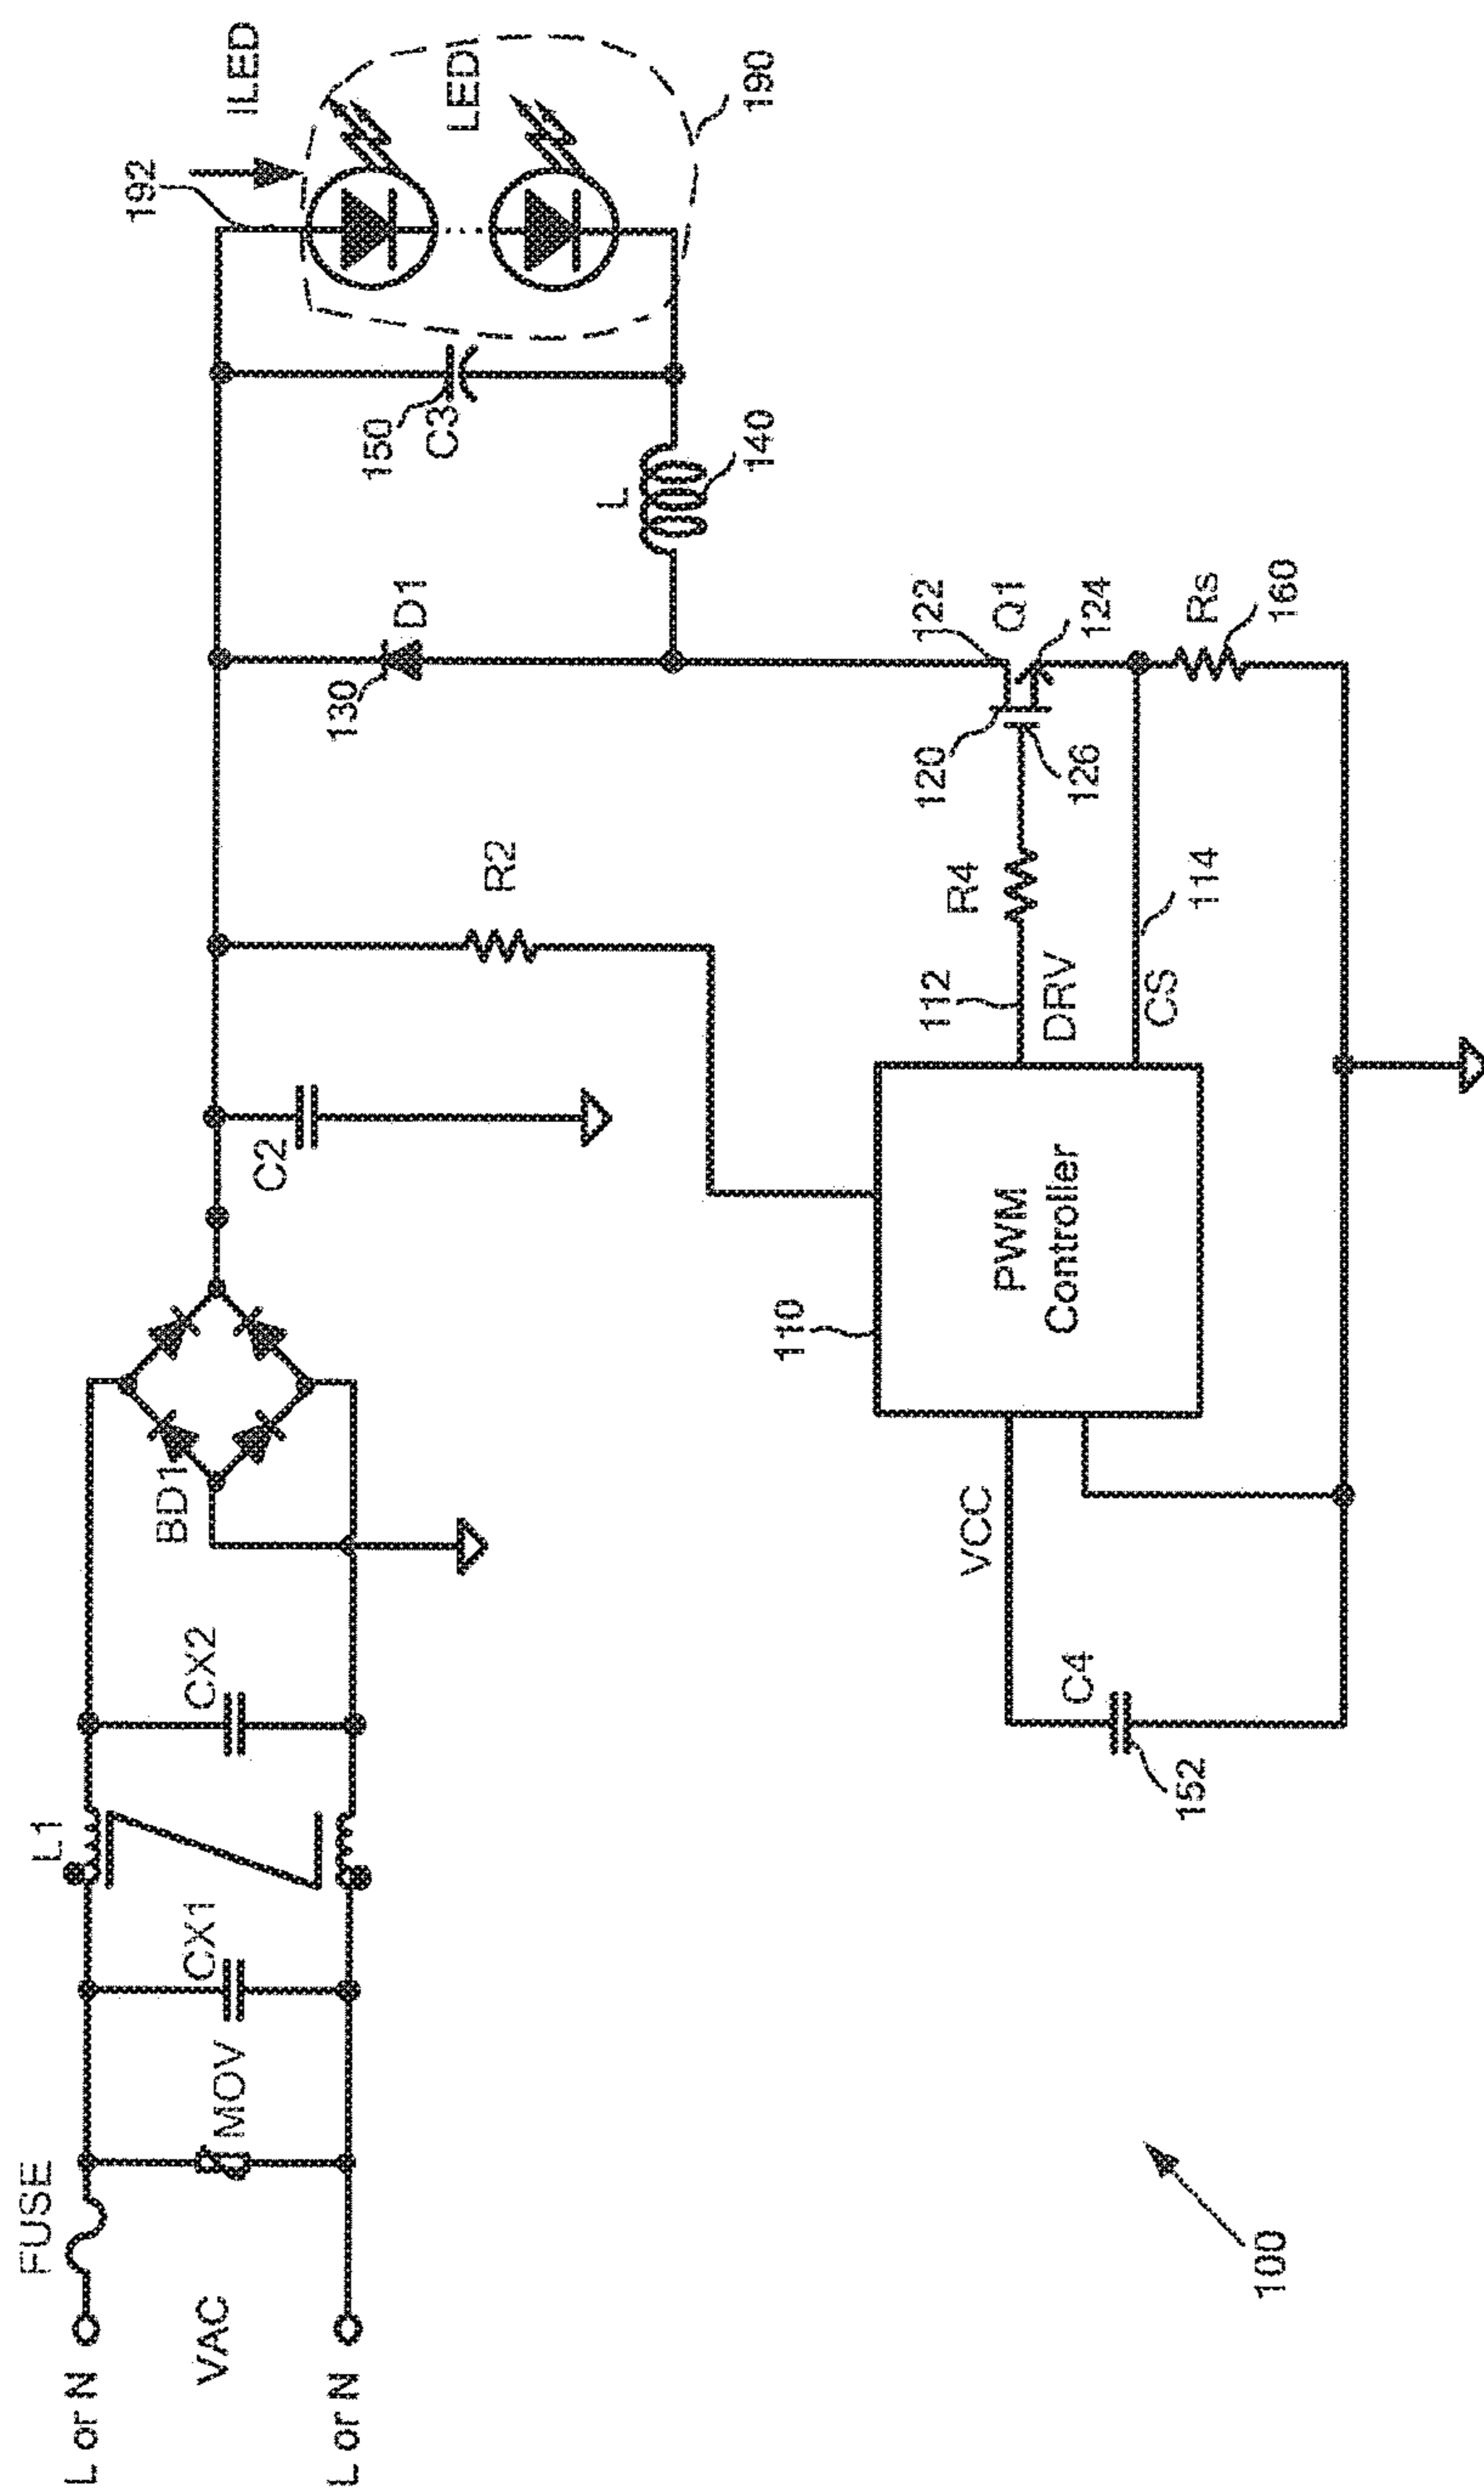 L or N
L or N
VAC
FUSE
MOV
CX1
L1
CX2
BD1
C2
R2
D1
130
L
140
C3
150
192
ILED
LED
190
PWM
Controller
110
VCC
C4
152
DRV
112
R4
CS
114
120
126
122
Q1
124
Rs
160
100